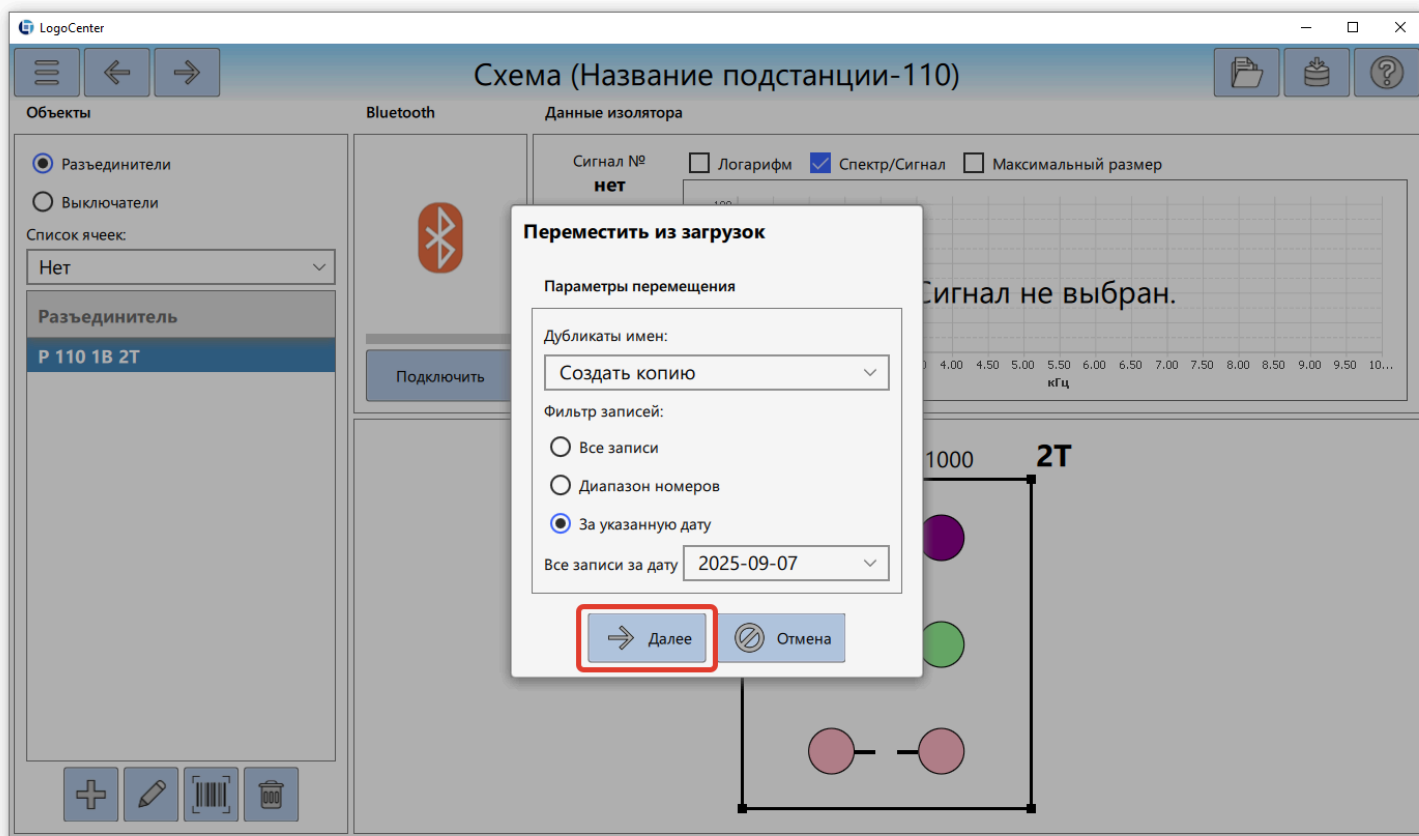 LogoCenter
Схема (Название подстанции-110)
Объекты
Bluetooth
Данные изолятора
Разъединители
Выключатели
Список ячеек:
Нет
Разъединитель
Р 110 1В 2Т
Подключить
Сигнал №
нет
Логарифм
Спектр/Сигнал
Максимальный размер
Сигнал не выбран.
4.00 4.50 5.00 5.50 6.00 6.50 7.00 7.50 8.00 8.50 9.00 9.50 10...
кГц
Переместить из загрузок
Параметры перемещения
Дубликаты имен:
Создать копию
Фильтр записей:
Все записи
Диапазон номеров
За указанную дату
Все записи за дату 2025-09-07
Далее
Отмена
1000
2Т